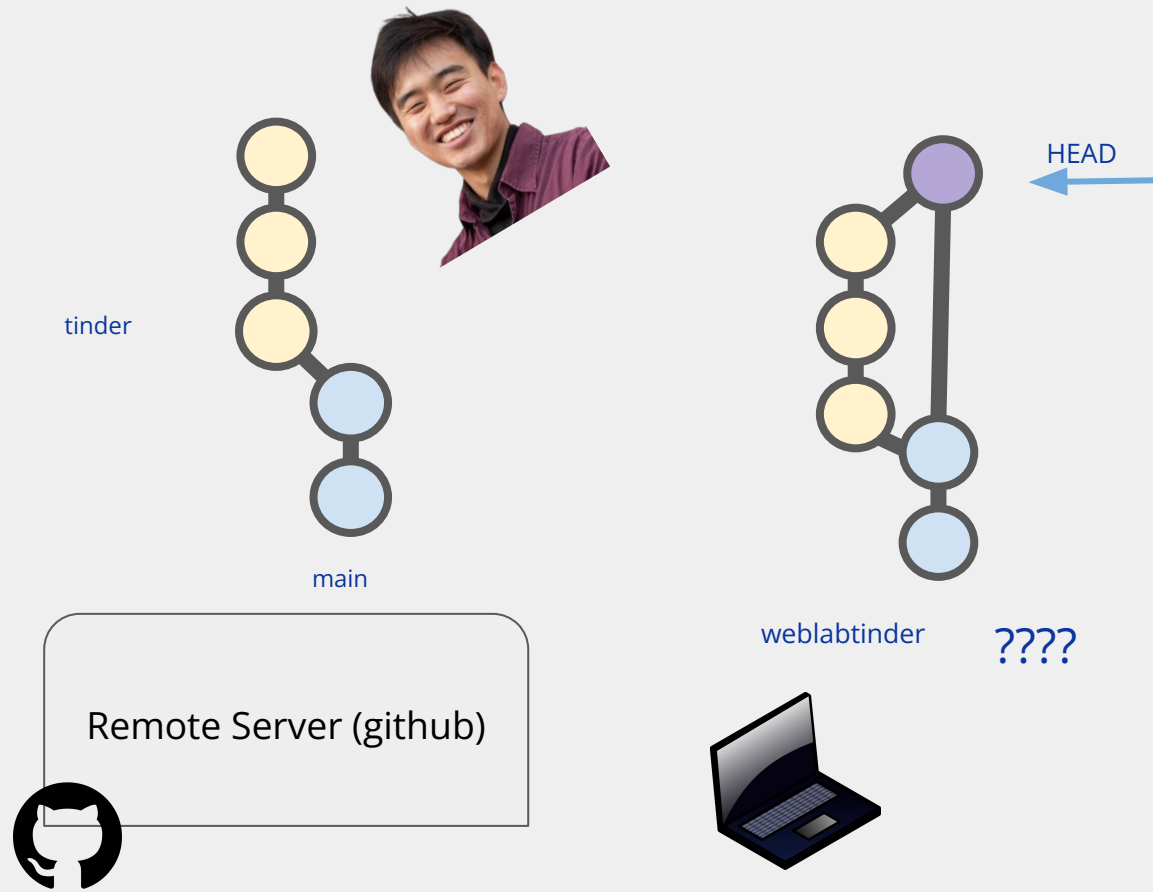 HEAD
tinder
main
weblabtinder
????
Remote Server (github)